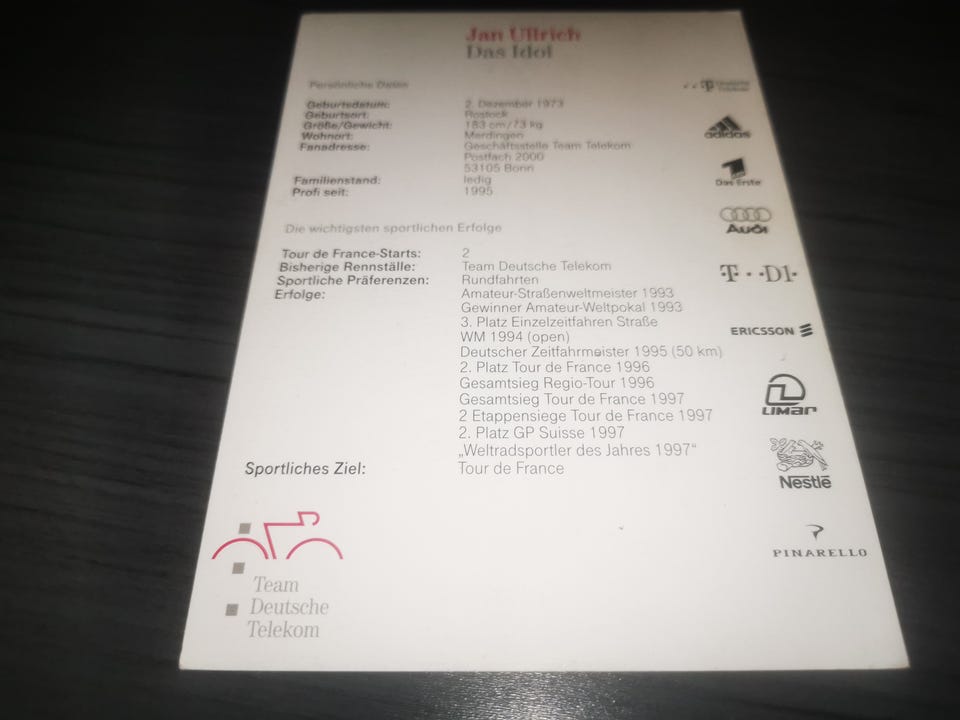 Jan Ullrich
Das Idol
Persönliche Daten
Geburtsdatum: 2. Dezember 1973
Geburtsort: Rostock
Größe/Gewicht: 183 cm/73 kg
Wohnort: Merdingen
Fanadresse: Geschäftsstelle Team Telekom
Postfach 2000
53105 Bonn
Familienstand: ledig
Profi seit: 1995
Die wichtigsten sportlichen Erfolge
Tour de France-Starts: 2
Bisherige Rennställe: Team Deutsche Telekom
Sportliche Präferenzen: Rundfahrten
Erfolge: Amateur-Straßenweltmeister 1993
Gewinner Amateur-Weltpokal 1993
3. Platz Einzelzeitfahren Straße
WM 1994 (open)
Deutscher Zeitfahrmeister 1995 (50 km)
2. Platz Tour de France 1996
Gesamtsieg Regio-Tour 1996
Gesamtsieg Tour de France 1997
2 Etappensiege Tour de France 1997
2. Platz GP Suisse 1997
„Weltradsportler des Jahres 1997“
Sportliches Ziel: Tour de France
Team
Deutsche
Telekom
T Deutsche
Telekom
adidas
1
Das Erste
Audi
T··D1·
ERICSSON
LIMAR
Nestlé
PINARELLO